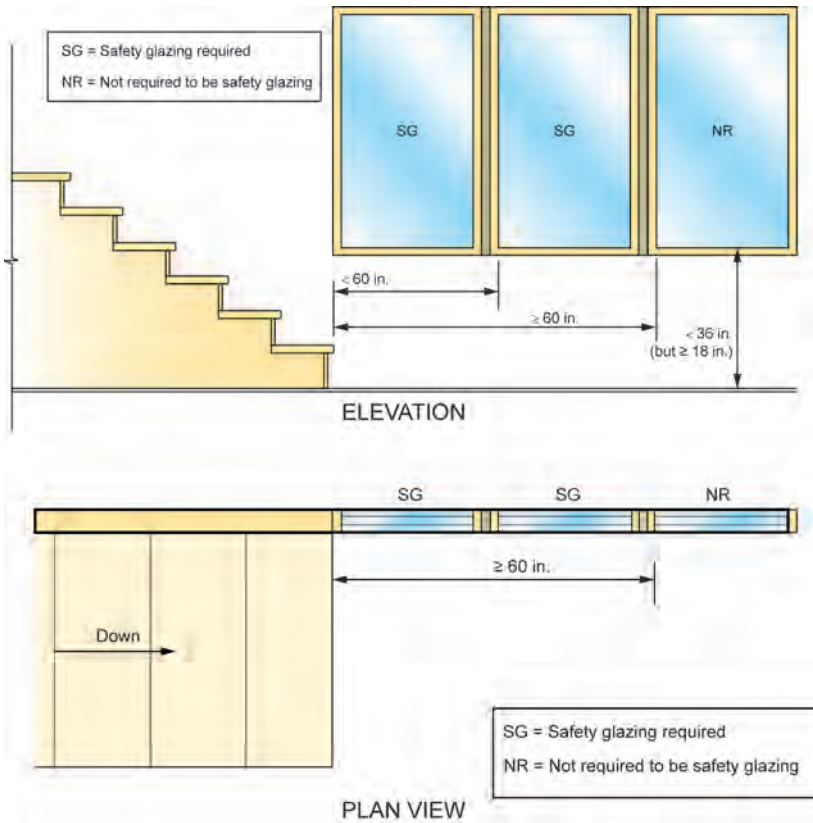 SG = Safety glazing required
NR = Not required to be safety glazing
SG
SG
NR
< 60 in.
≥ 60 in.
< 36 in.
(but ≥ 18 in.)
ELEVATION
SG
SG
NR
≥ 60 in.
Down
SG = Safety glazing required
NR = Not required to be safety glazing
PLAN VIEW